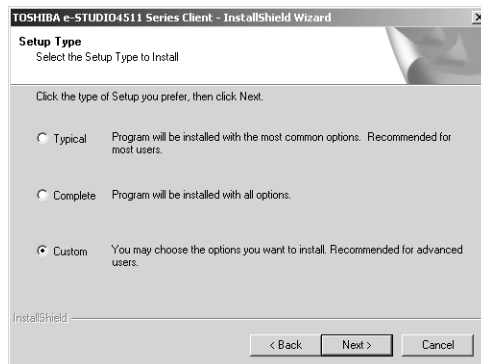 TOSHIBA e-STUDIO4511 Series Client - InstallShield Wizard
Setup Type
Select the Setup Type to Install
Click the type of Setup you prefer, then click Next.
Typical Program will be installed with the most common options. Recommended for
most users.
Complete Program will be installed with all options.
Custom You may choose the options you want to install. Recommended for advanced
users.
InstallShield
< Back Next > Cancel